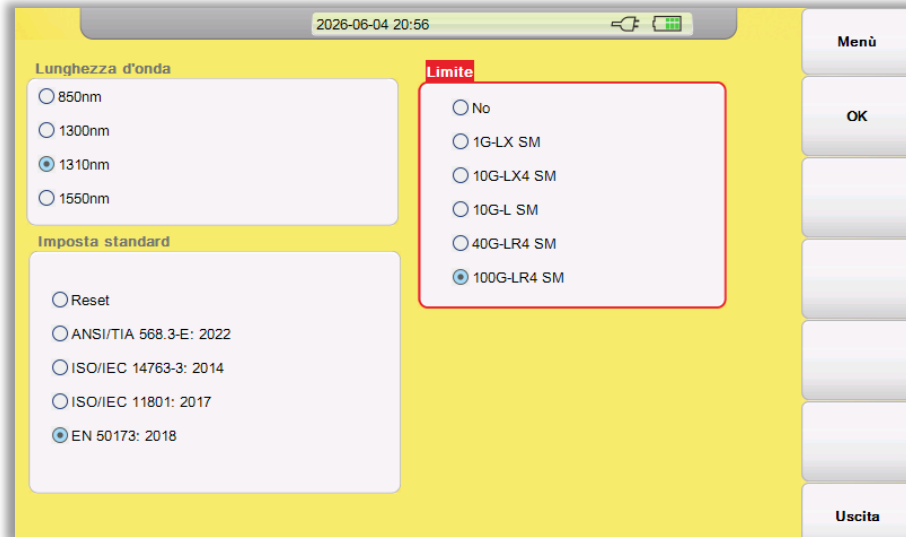 2026-06-04 20:56
Lunghezza d'onda
850nm
1300nm
1310nm
1550nm
Imposta standard
Reset
ANSI/TIA 568.3-E: 2022
ISO/IEC 14763-3: 2014
ISO/IEC 11801: 2017
EN 50173: 2018
Limite
No
1G-LX SM
10G-LX4 SM
10G-L SM
40G-LR4 SM
100G-LR4 SM
Menù
OK
Uscita